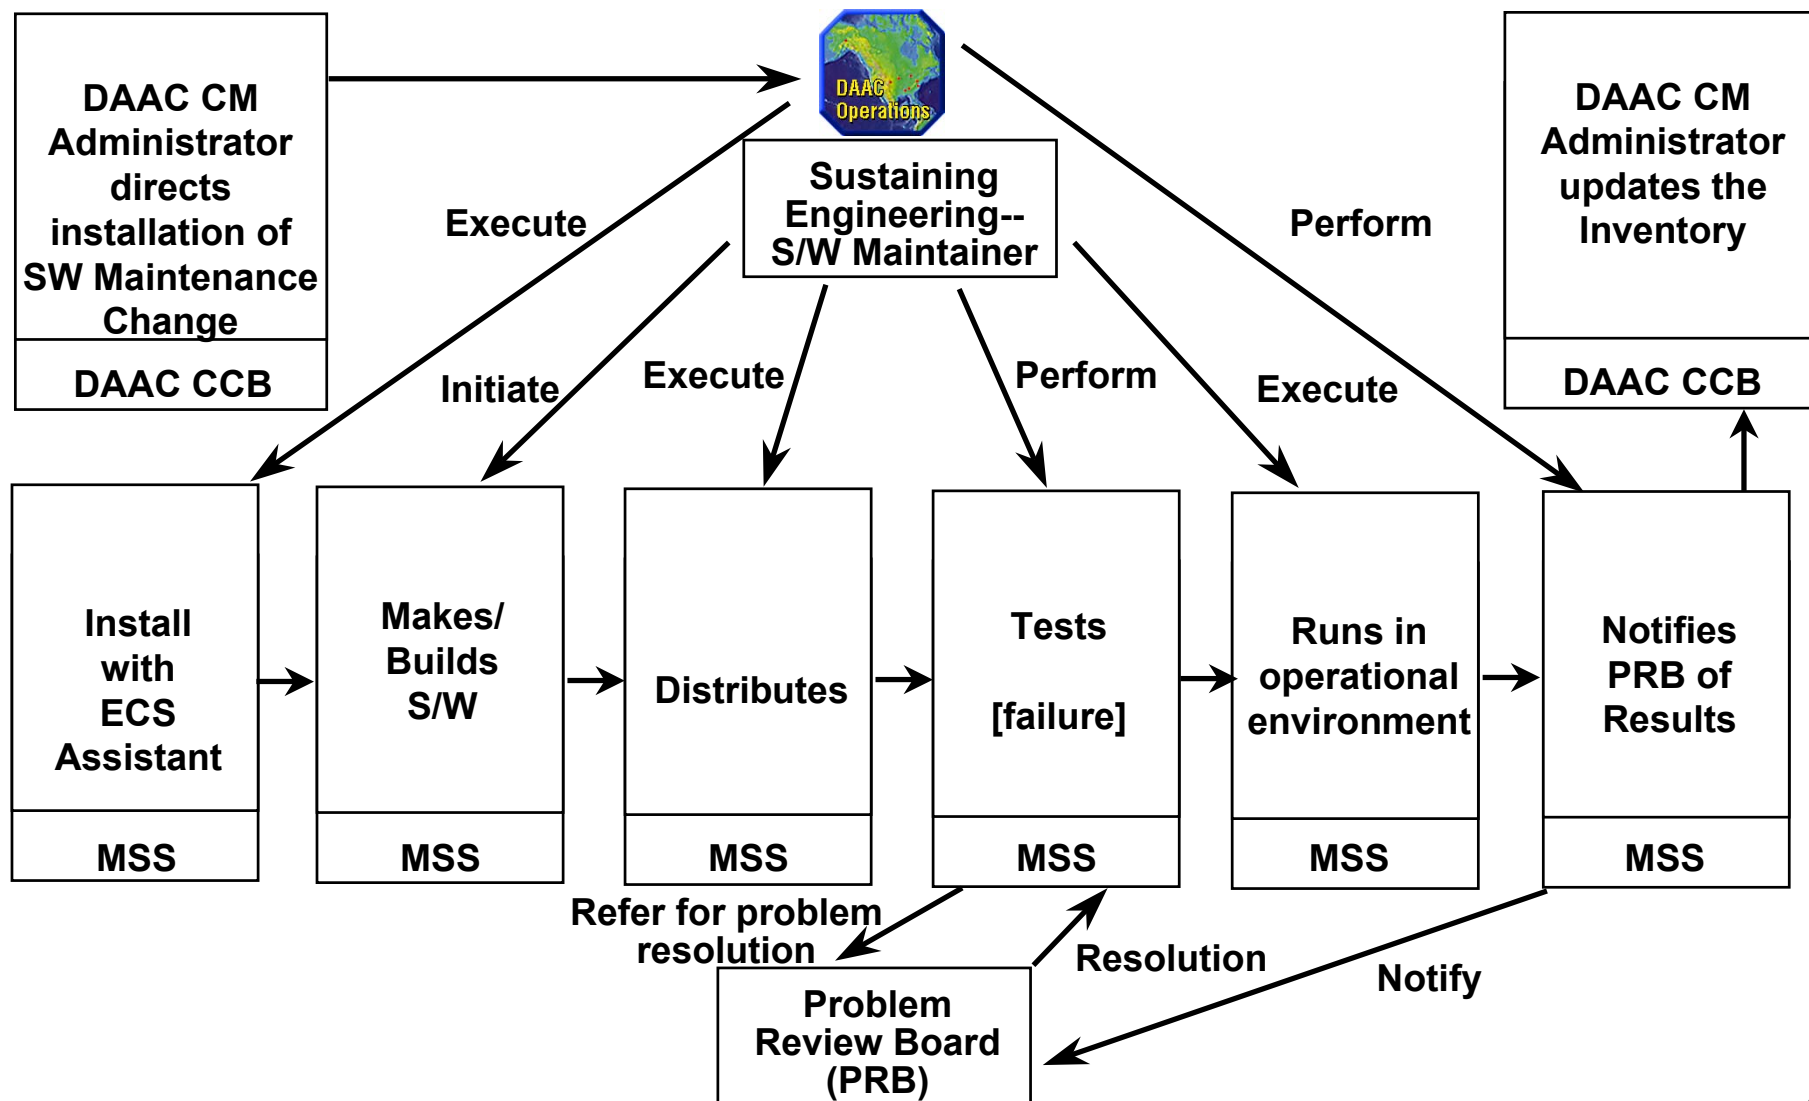 DAAC CM
Administrator
directs
installation of
SW Maintenance
Change
DAAC CCB
DAAC
Operations
Sustaining
Engineering--
S/W Maintainer
DAAC CM
Administrator
updates the
Inventory
DAAC CCB
Execute
Initiate
Execute
Perform
Execute
Perform
Install
with
ECS
Assistant
MSS
Makes/
Builds
S/W
MSS
Distributes
MSS
Tests
[failure]
MSS
Runs in
operational
environment
MSS
Notifies
PRB of
Results
MSS
Refer for problem
resolution
Resolution
Notify
Problem
Review Board
(PRB)